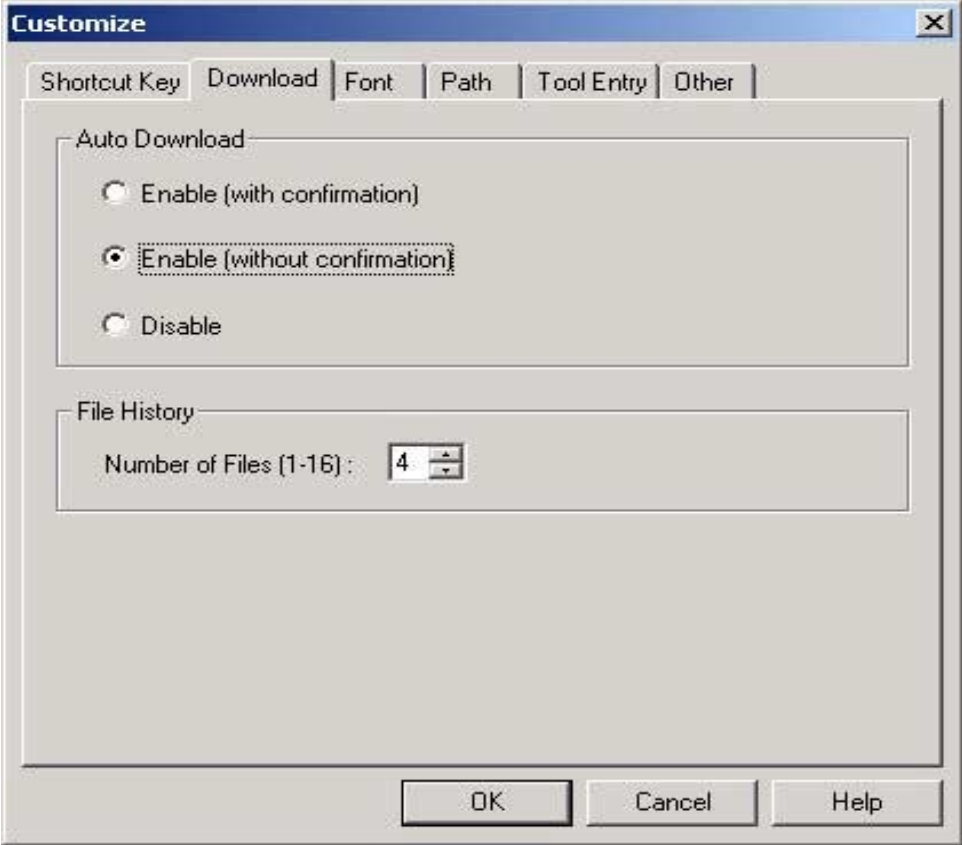 Customize
Shortcut Key Download Font Path Tool Entry Other
Auto Download
Enable (with confirmation)
Enable (without confirmation)
Disable
File History
Number of Files (1-16) : 4
OK Cancel Help